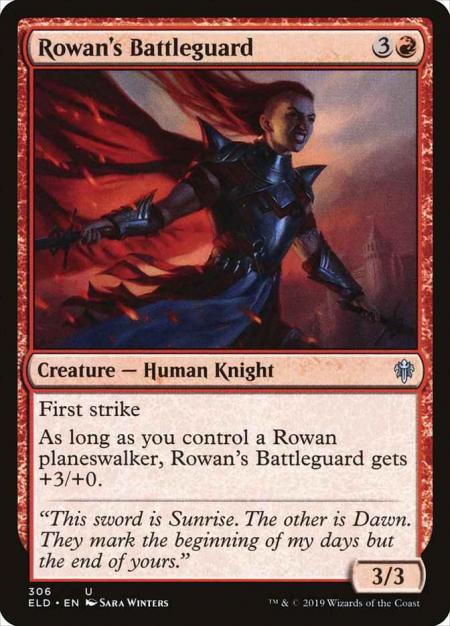 Rowan's Battleguard 3
Creature — Human Knight
First strike
As long as you control a Rowan
planeswalker, Rowan's Battleguard gets
+3/+0.
"This sword is Sunrise. The other is Dawn.
They mark the beginning of my days but
the end of yours."
3/3
306 U
ELD • EN Sara Winters
™ & © 2019 Wizards of the Coast